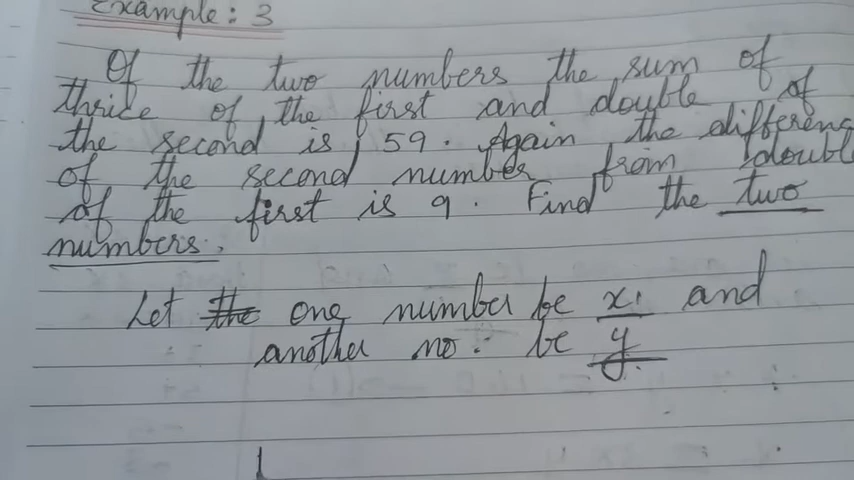 Example: 3
Of the two numbers the sum of
thrice of the first and double of
the second is 59. Again the differenc
of the second number from doubl
of the first is 9. Find the two
numbers.
Let the one number be x and
another no. be y.